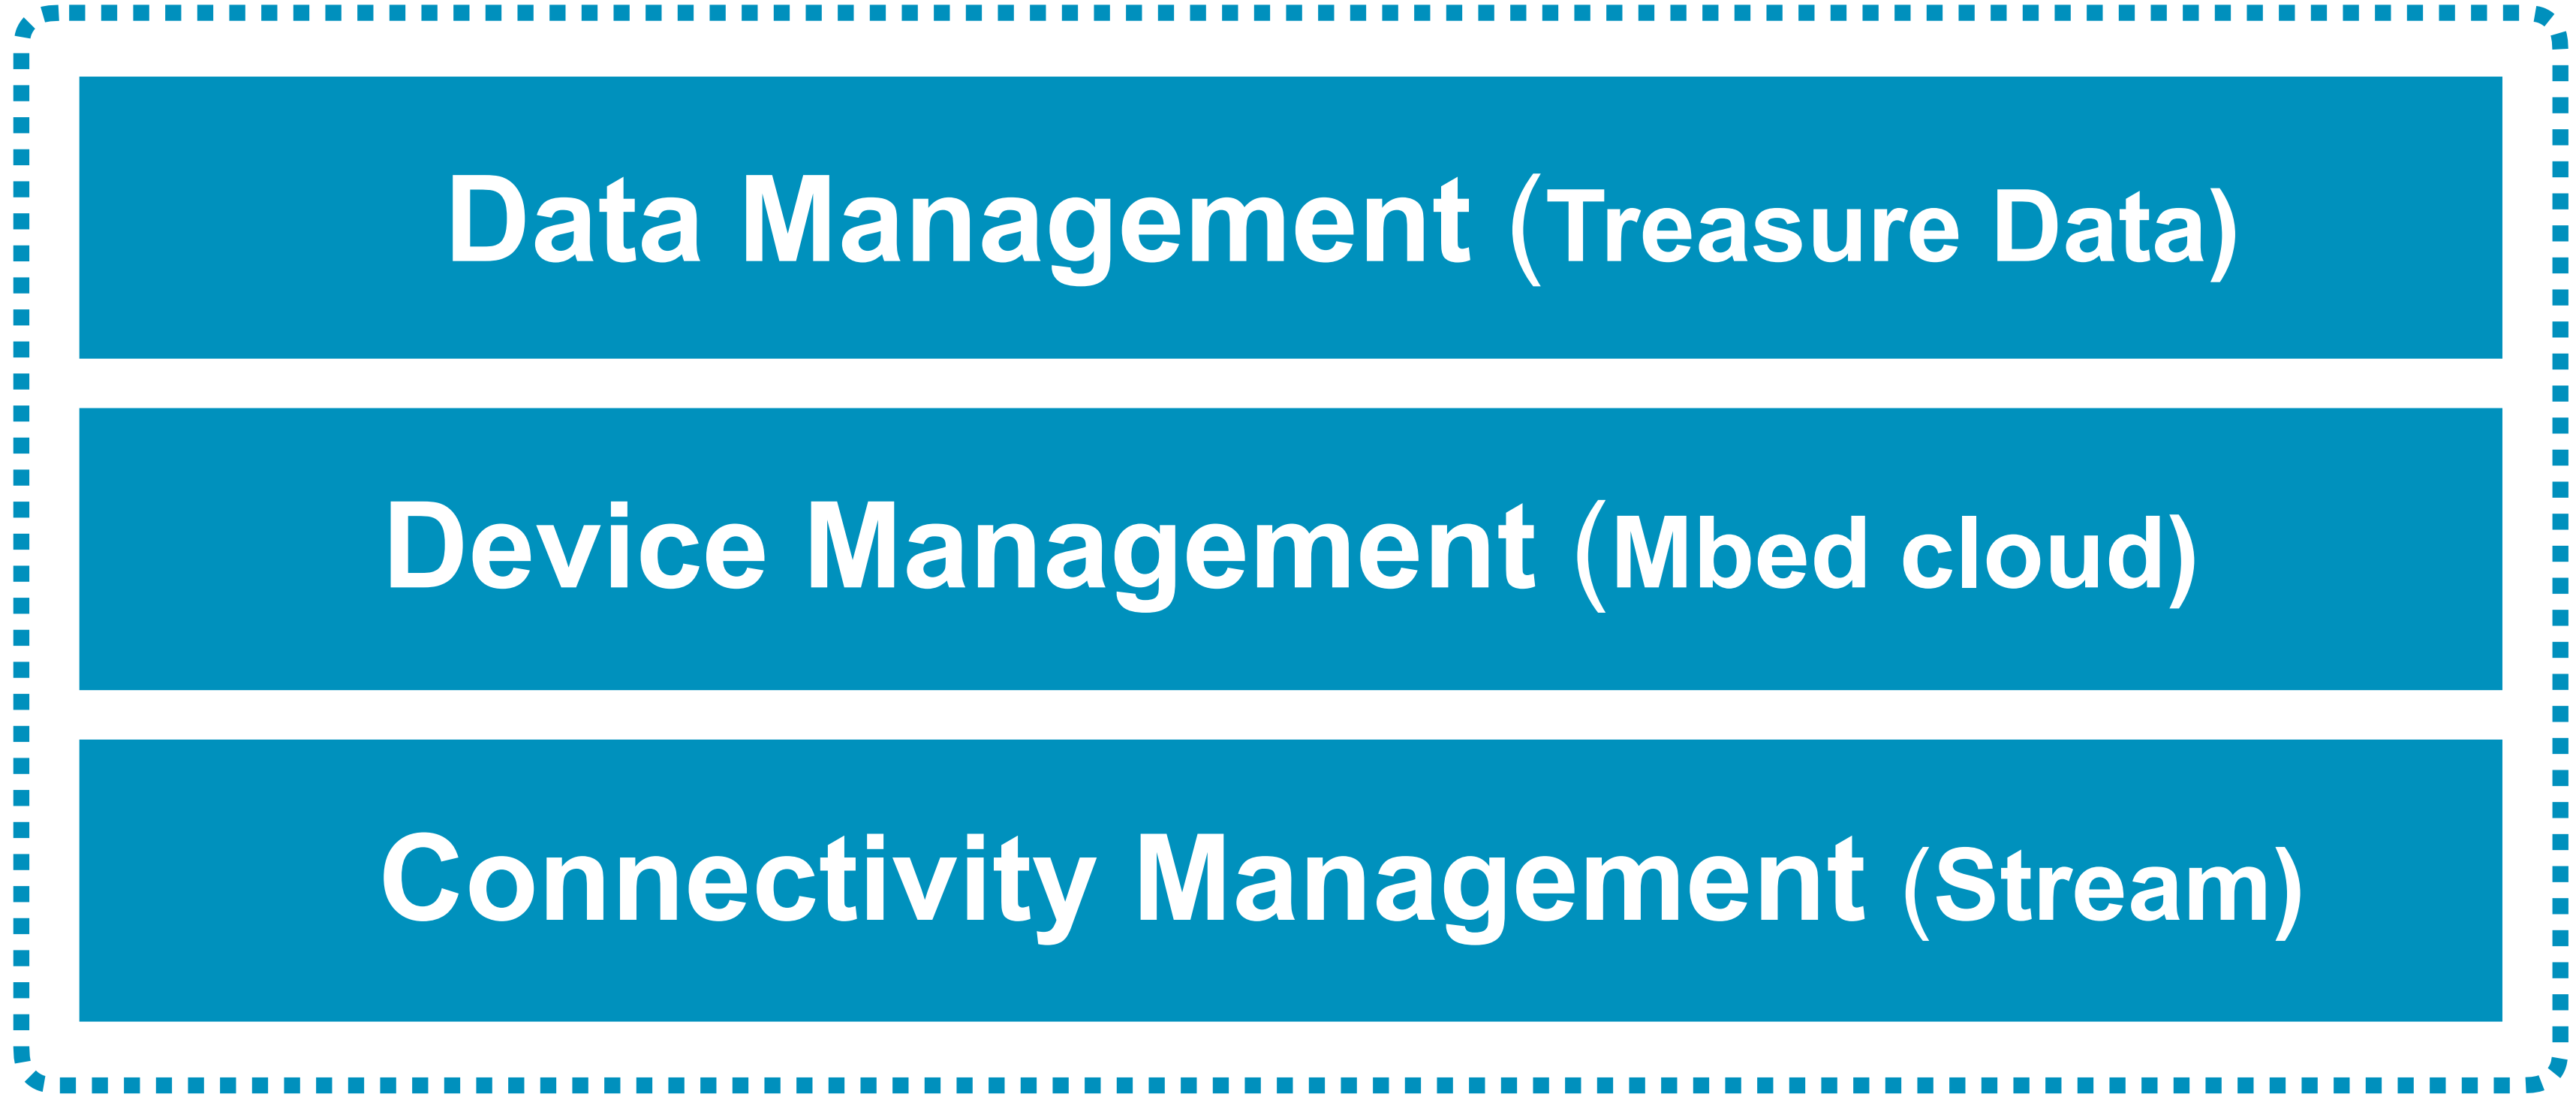 Data Management (Treasure Data)
Device Management (Mbed cloud)
Connectivity Management (Stream)